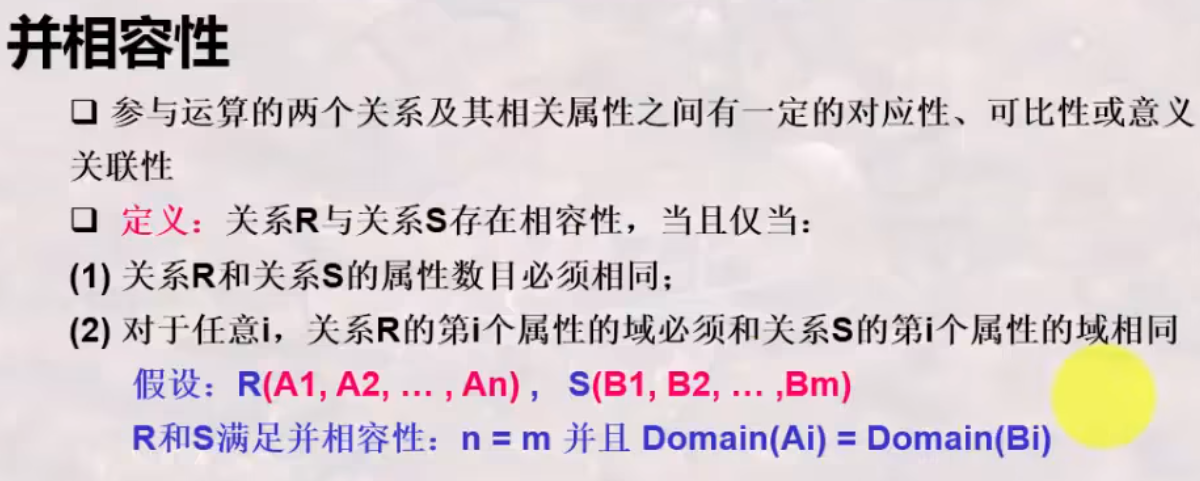 并相容性
❑ 参与运算的两个关系及其相关属性之间有一定的对应性、可比性或意义
关联性
❑ 定义：关系R与关系S存在相容性，当且仅当：
(1) 关系R和关系S的属性数目必须相同；
(2) 对于任意i，关系R的第i个属性的域必须和关系S的第i个属性的域相同
假设：R(A1, A2, … , An) ， S(B1, B2, … ,Bm)
R和S满足并相容性：n = m 并且 Domain(Ai) = Domain(Bi)